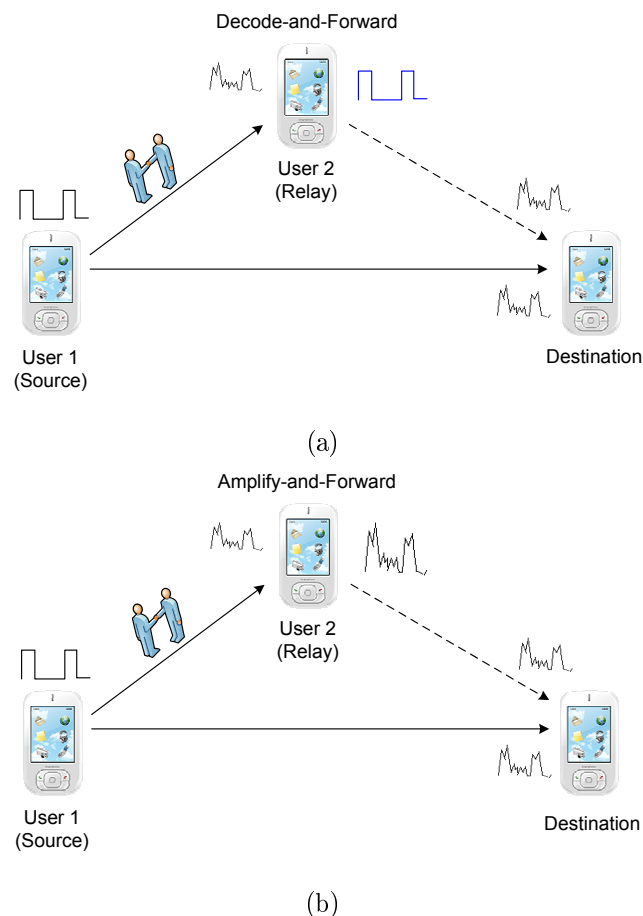 Decode-and-Forward
User 2
(Relay)
User 1
(Source)
Destination
(a)
Amplify-and-Forward
User 2
(Relay)
User 1
(Source)
Destination
(b)